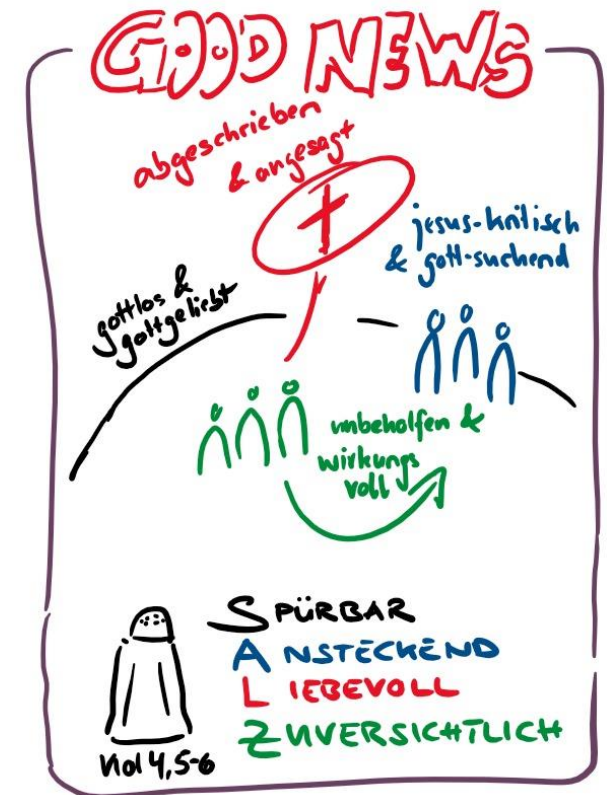 GOOD NEWS
abgeschrieben
& angesagt
jesus-kritisch
& gott-suchend
gottlos &
gottgeliebt
unbeholfen &
wirkungs
voll
SPÜRBAR
ANSTECKEND
LIEBEVOLL
ZUVERSICHTLICH
Kol 4,5-6